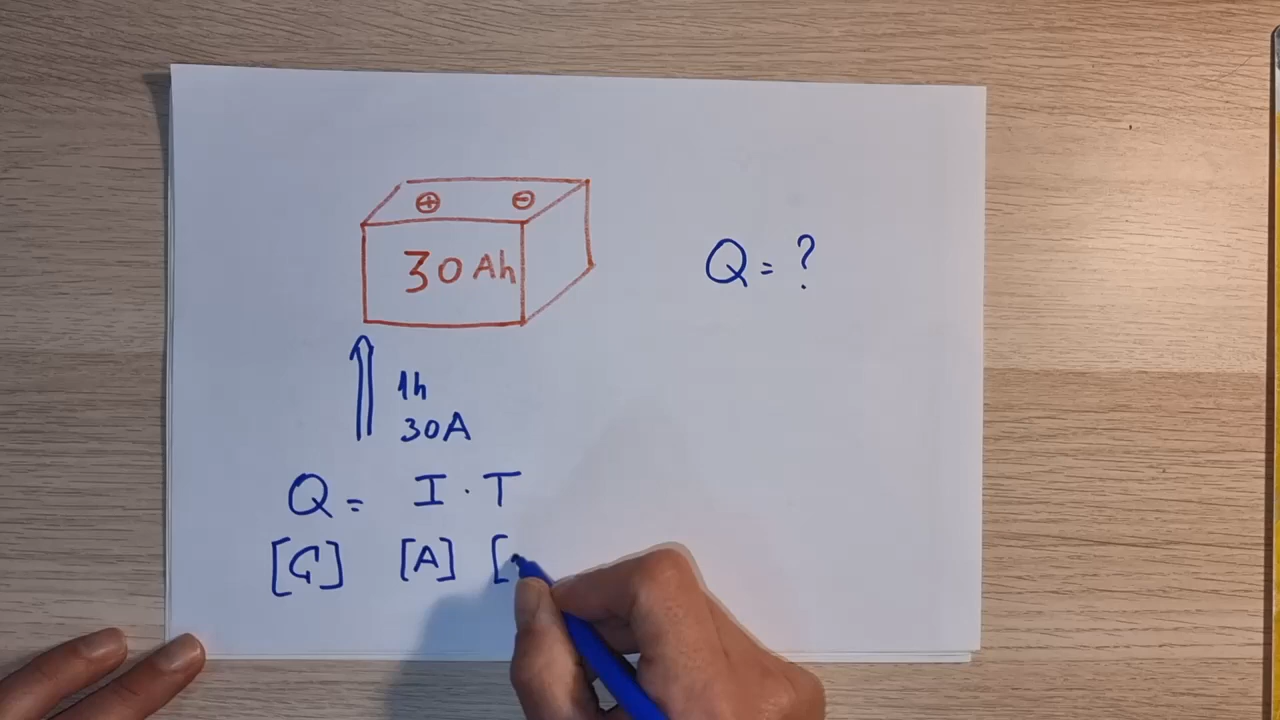 ⊕ ⊖
30Ah
Q = ?
1h
30A
Q = I · T
[C] [A] [